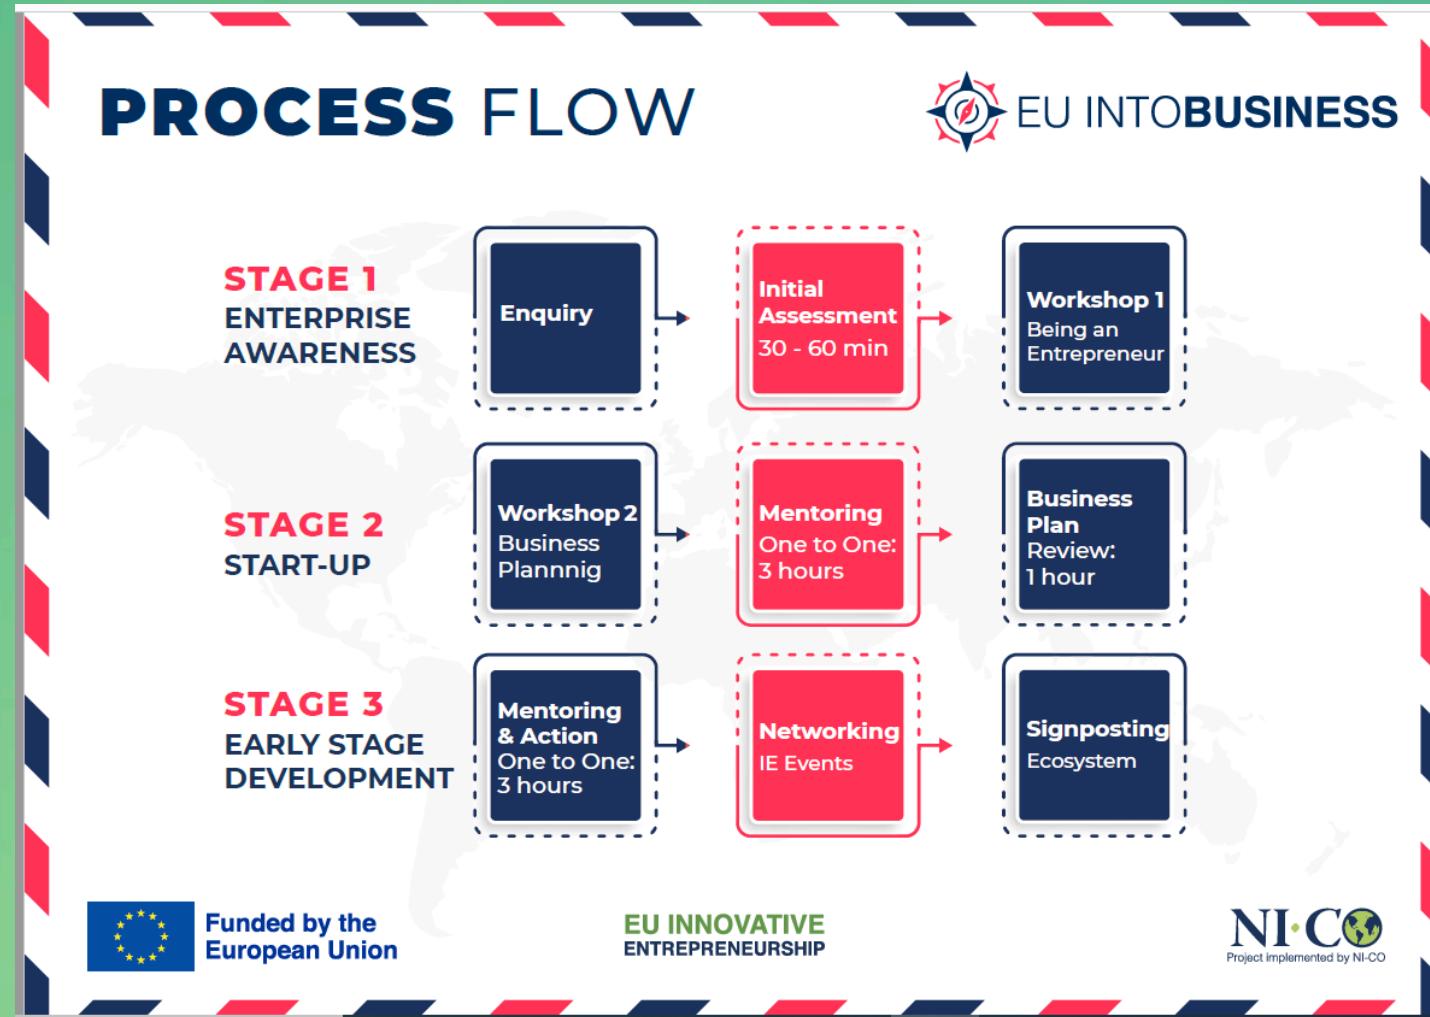 PROCESS FLOW
EU INTOBUSINESS
STAGE 1
ENTERPRISE
AWARENESS
Enquiry
Initial
Assessment
30 - 60 min
Workshop 1
Being an
Entrepreneur
STAGE 2
START-UP
Workshop 2
Business
Plannnig
Mentoring
One to One:
3 hours
Business
Plan
Review:
1 hour
STAGE 3
EARLY STAGE
DEVELOPMENT
Mentoring
& Action
One to One:
3 hours
Networking
IE Events
Signposting
Ecosystem
Funded by the
European Union
EU INNOVATIVE
ENTREPRENEURSHIP
NI·CO
Project implemented by NI-CO